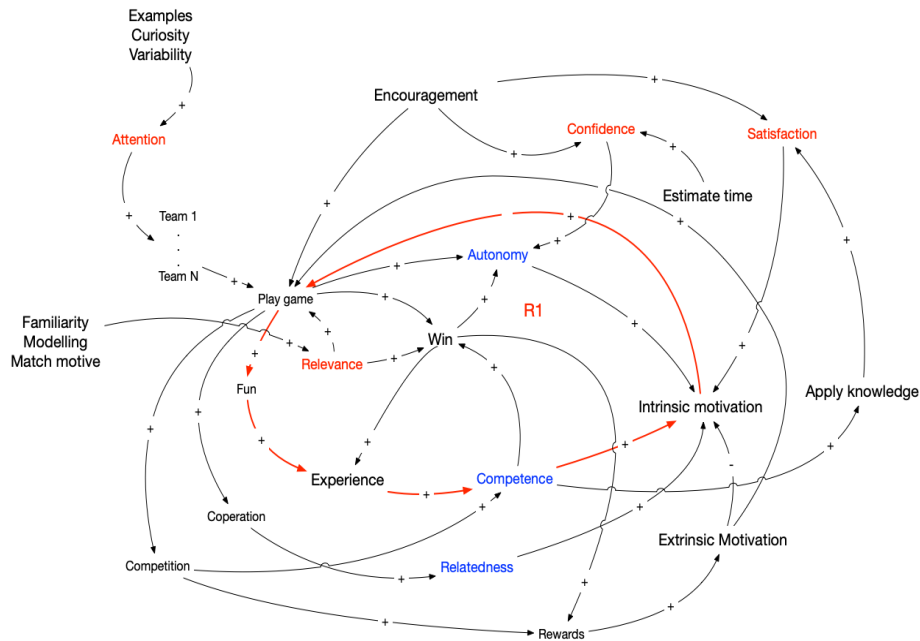 Examples
Curiosity
Variability
+
Encouragement
+
Attention
+
Confidence
Satisfaction
+
+
Estimate time
+
Team 1
.
.
.
Team N
+
+
+
+
+
Autonomy
+
+
+
Play game
+
+
R1
+
Familiarity
Modelling
Match motive
+
+
Win
+
+
+
Relevance
+
+
Fun
+
Apply knowledge
Intrinsic motivation
+
+
+
+
+
+
Experience
+
Competence
+
-
+
+
Coperation
Extrinsic Motivation
Competition
+
Relatedness
+
+
+
Rewards